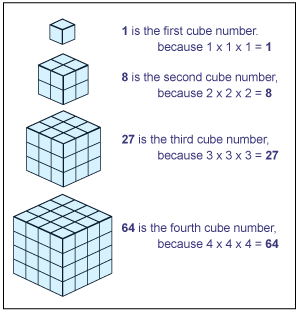 1 is the first cube number.
because 1 x 1 x 1 = 1
8 is the second cube number,
because 2 x 2 x 2 = 8
27 is the third cube number,
because 3 x 3 x 3 = 27
64 is the fourth cube number,
because 4 x 4 x 4 = 64